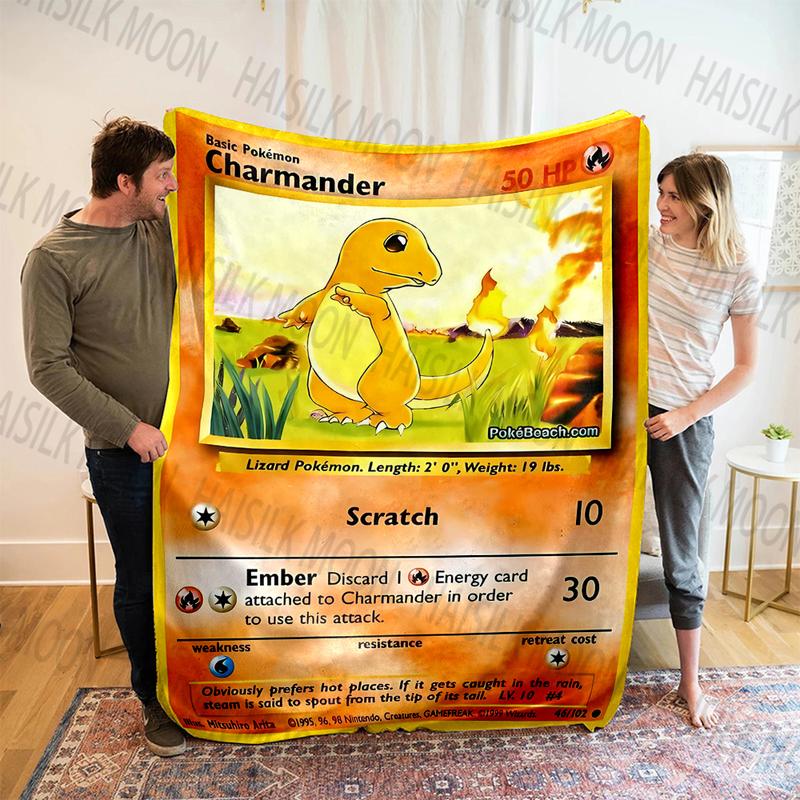 HAISILK MOON
Basic Pokémon
Charmander
50 HP
PokéBeach.com
Lizard Pokémon. Length: 2' 0", Weight: 19 lbs.
Scratch 10
Ember Discard 1 Energy card
attached to Charmander in order
to use this attack.
30
weakness resistance retreat cost
Obviously prefers hot places. If it gets caught in the rain,
steam is said to spout from the tip of its tail. LV. 10 #4
Illus. Mitsuhiro Arita ©1995, 96, 98 Nintendo, Creatures, GAMEFREAK. ©1999 Wizards. 46/102